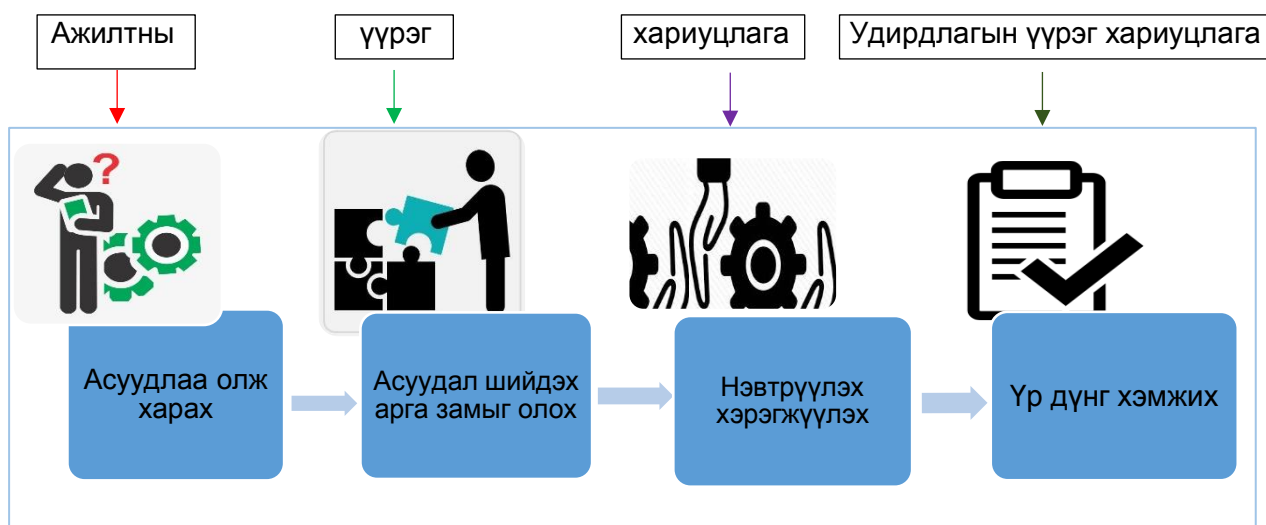 Ажилтны
үүрэг
хариуцлага
Удирдлагын үүрэг хариуцлага
?
Асуудлаа олж
харах
Асуудал шийдэх
арга замыг олох
Нэвтрүүлэх
хэрэгжүүлэх
Үр дүнг хэмжих